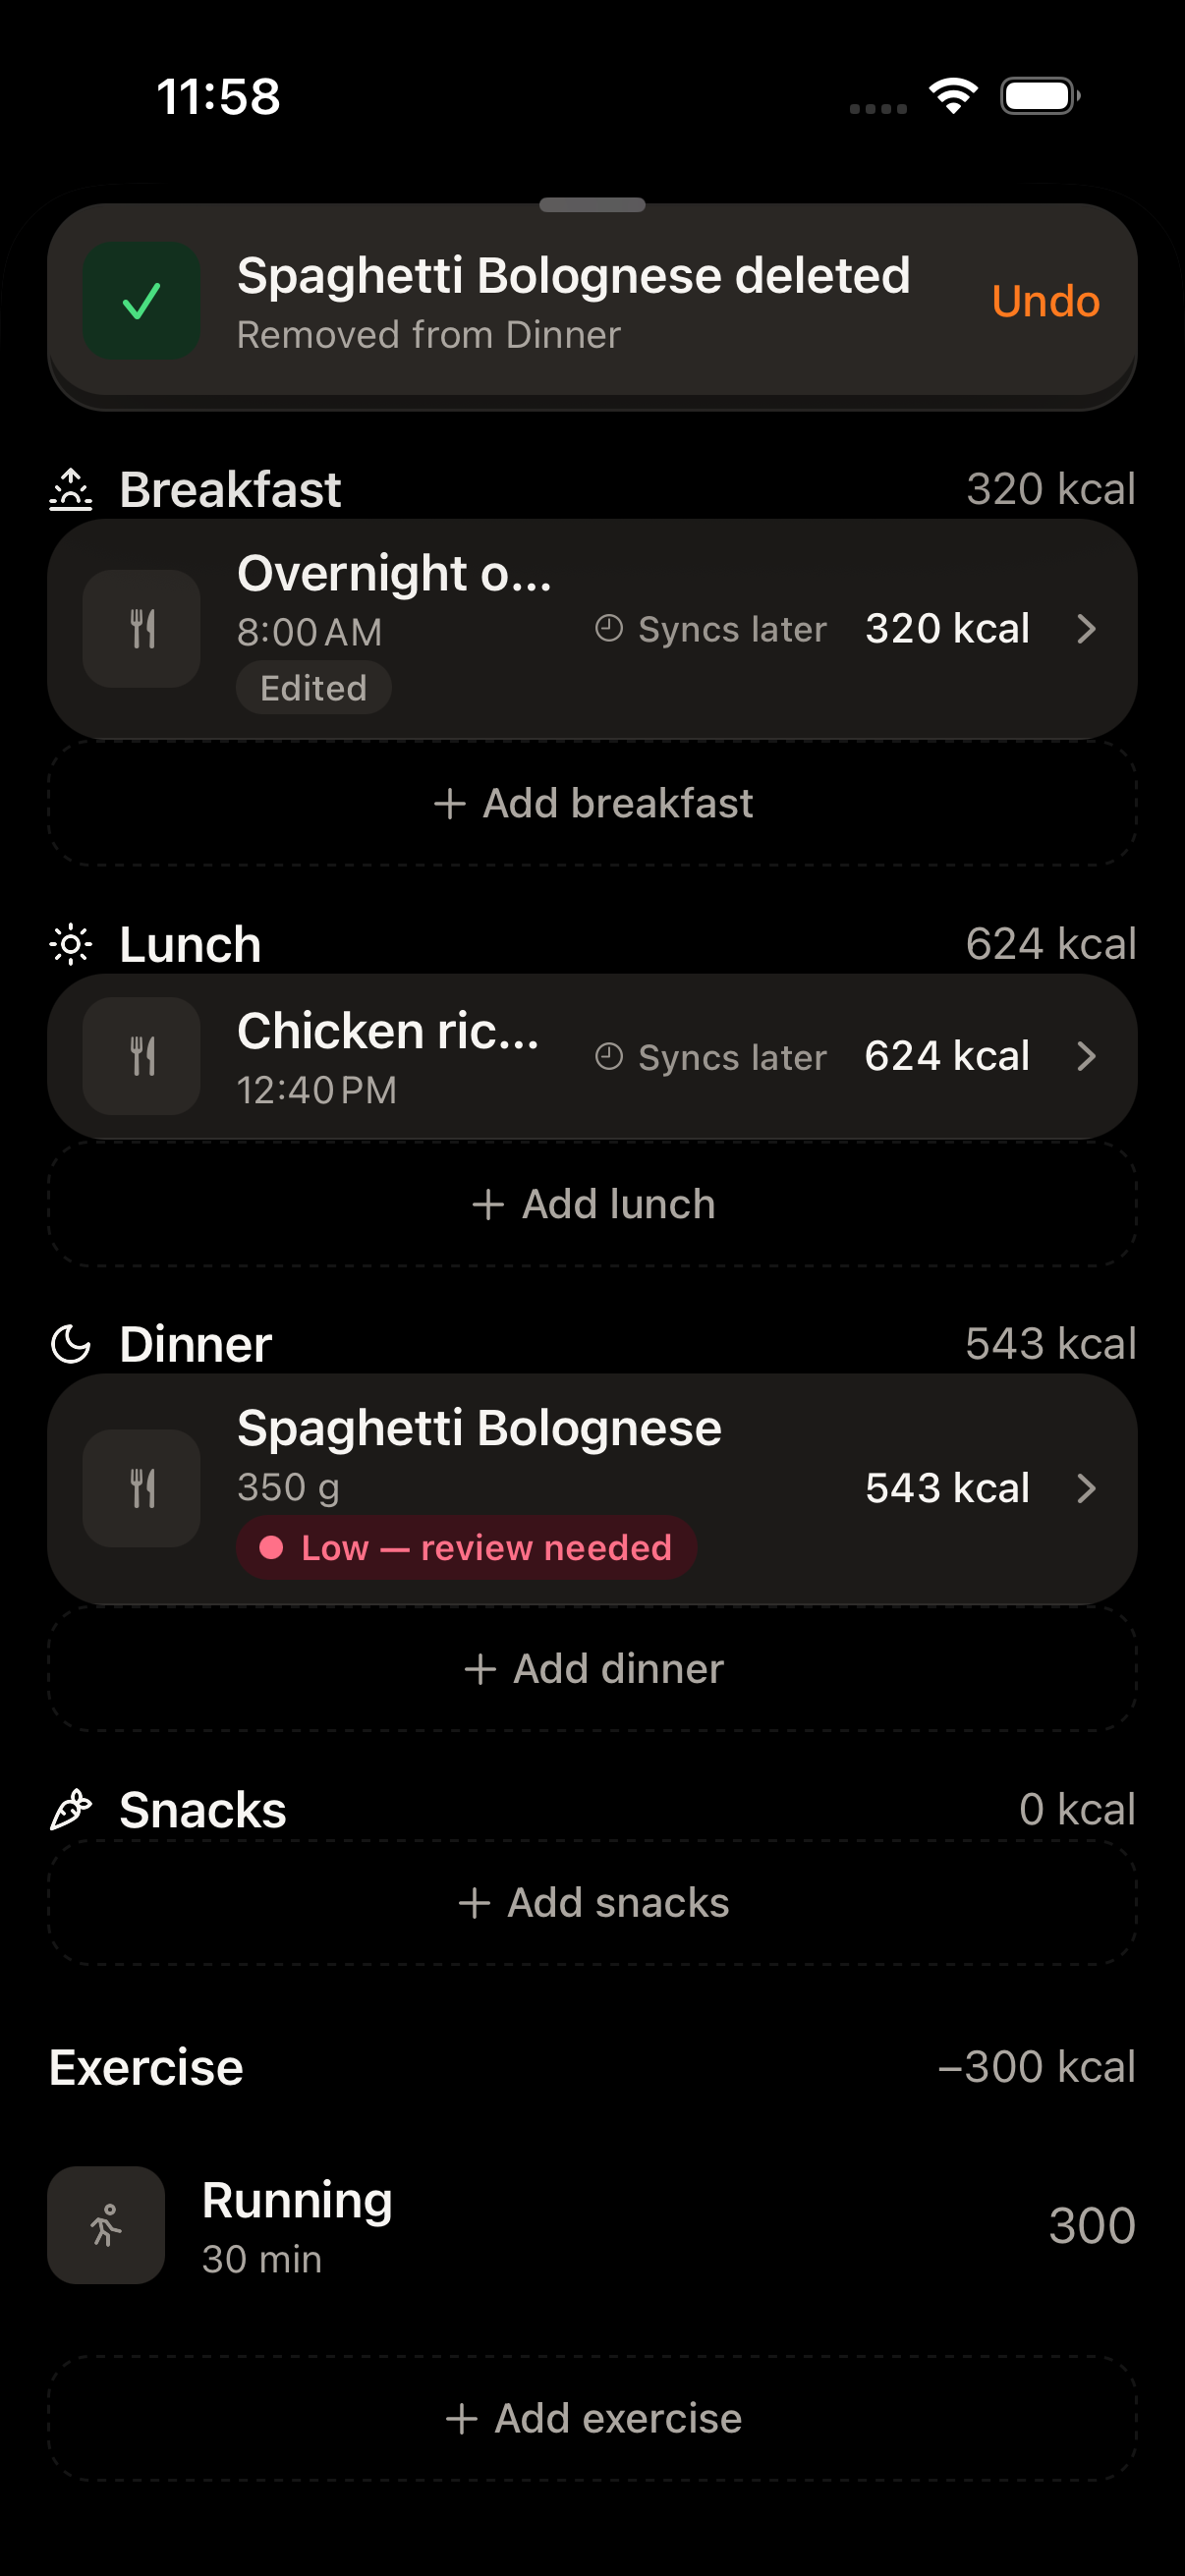 11:58
Spaghetti Bolognese deleted
Removed from Dinner
Undo
Breakfast
320 kcal
Overnight o...
8:00 AM
Edited
Syncs later
320 kcal
+ Add breakfast
Lunch
624 kcal
Chicken ric...
12:40 PM
Syncs later
624 kcal
+ Add lunch
Dinner
543 kcal
Spaghetti Bolognese
350 g
Low — review needed
543 kcal
+ Add dinner
Snacks
0 kcal
+ Add snacks
Exercise
–300 kcal
Running
30 min
300
+ Add exercise